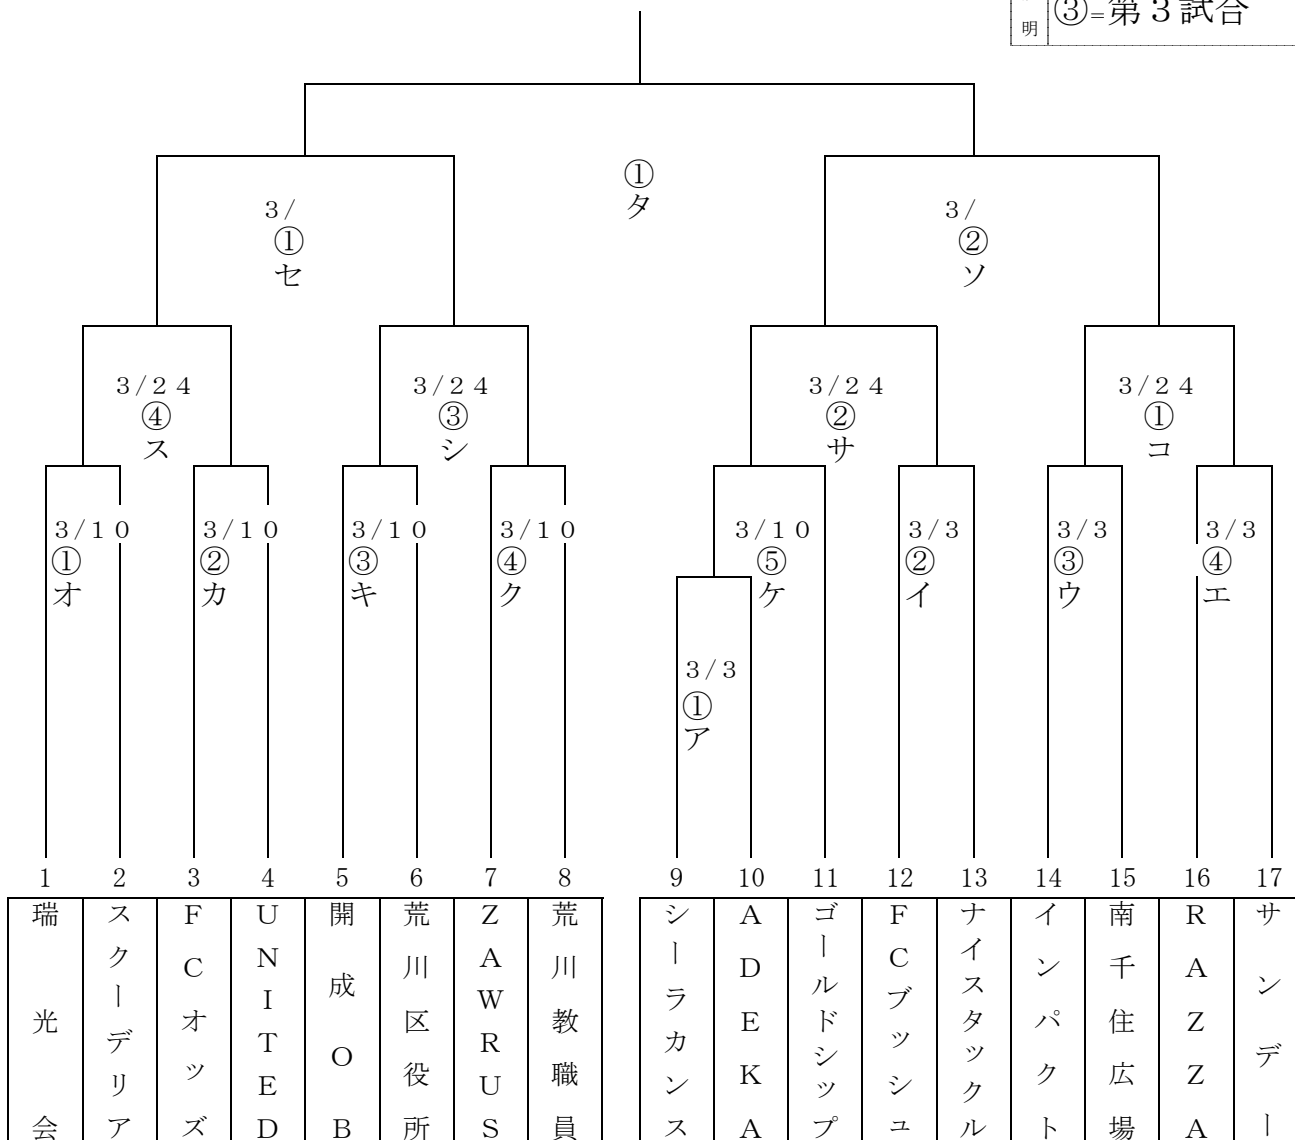 明
③=第３試合
①
タ
３/
①
セ
３/
②
ソ
３/２４
④
ス
３/２４
③
シ
３/２４
②
サ
３/２４
①
コ
３/１０
①
オ
３/１０
②
カ
３/１０
③
キ
３/１０
④
ク
３/１０
⑤
ケ
３/３
②
イ
３/３
③
ウ
３/３
④
エ
３/３
①
ア
1 2 3 4 5 6 7 8 9 10 11 12 13 14 15 16 17
瑞光会
スクーデリア
ＦＣオッズ
ＵＮＩＴＥＤ
開成ＯＢ
荒川区役所
ＺＡＷＲＵＳ
荒川教職員
シーラカンス
ＡＤＥＫＡ
ゴールドシップ
ＦＣブッシュ
ナイスタックル
インパクト
南千住広場
ＲＡＺＺＡ
サンデー